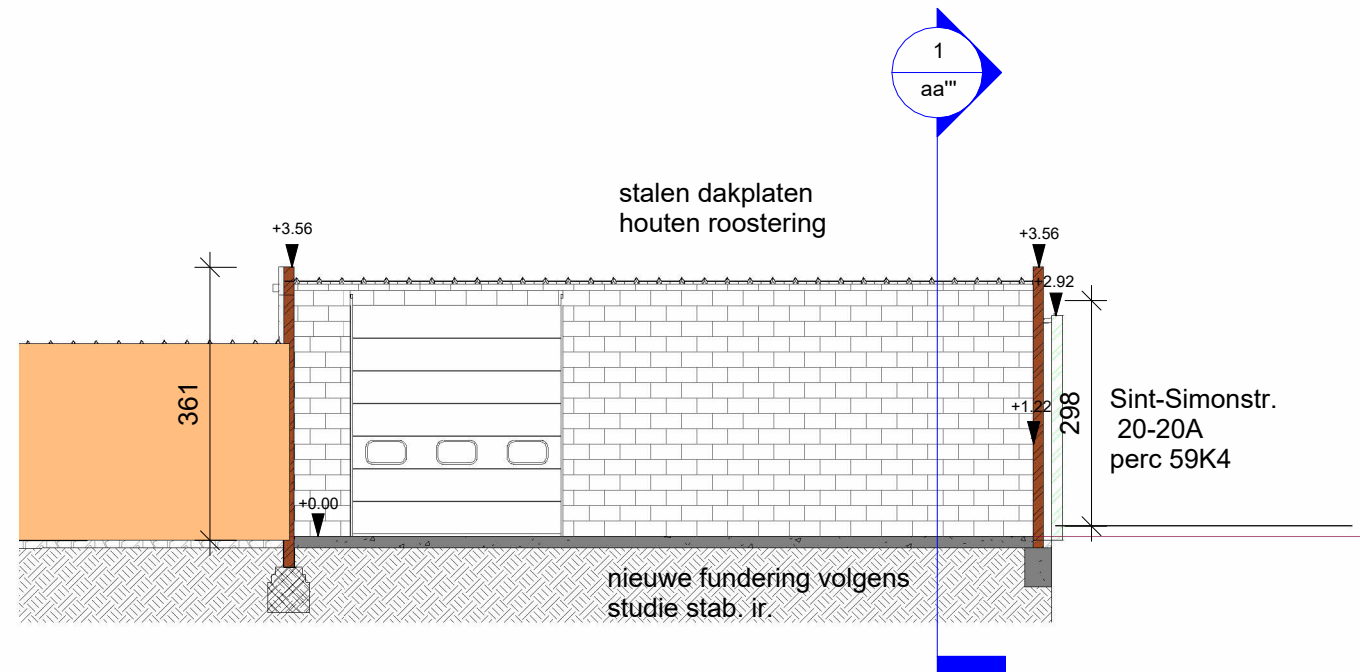 1
aa'''
stalen dakplaten
houten roostering
+3.56
+3.56
+2.92
361
+1.22
298
Sint-Simonstr.
20-20A
perc 59K4
+0.00
nieuwe fundering volgens
studie stab. ir.